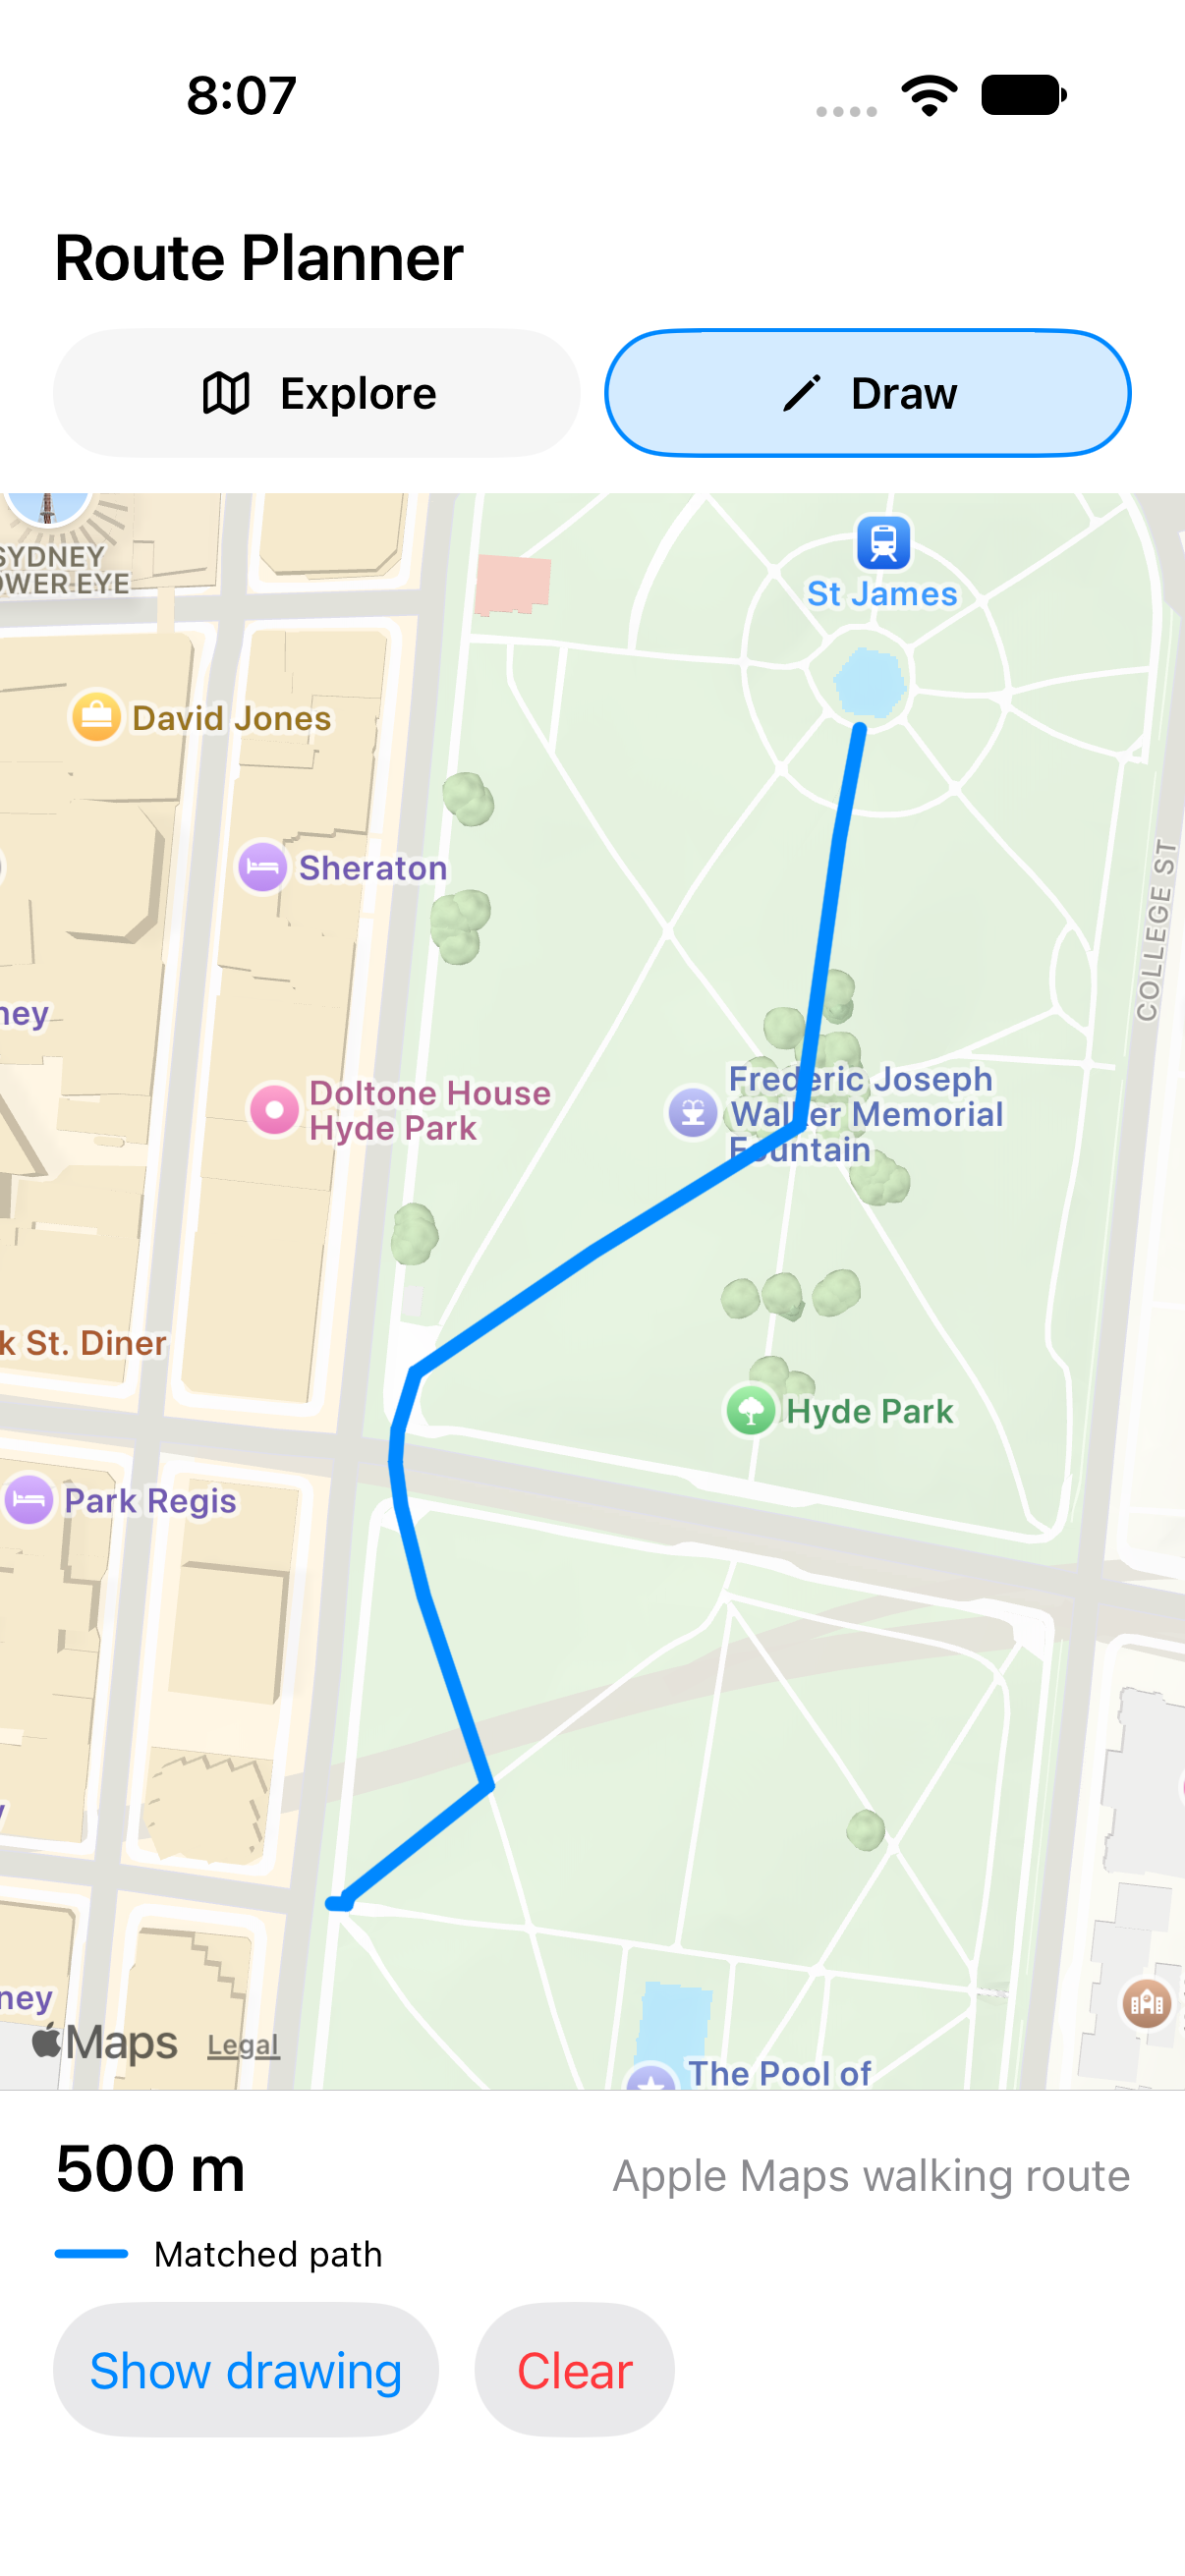 8:07
Route Planner
Explore
Draw
SYDNEY
OWER EYE
St James
David Jones
Sheraton
COLLEGE ST
ney
Doltone House
Hyde Park
Frederic Joseph
Walker Memorial
Fountain
k St. Diner
Hyde Park
Park Regis
y
ney
Maps
Legal
The Pool of
500 m
Apple Maps walking route
Matched path
Show drawing
Clear